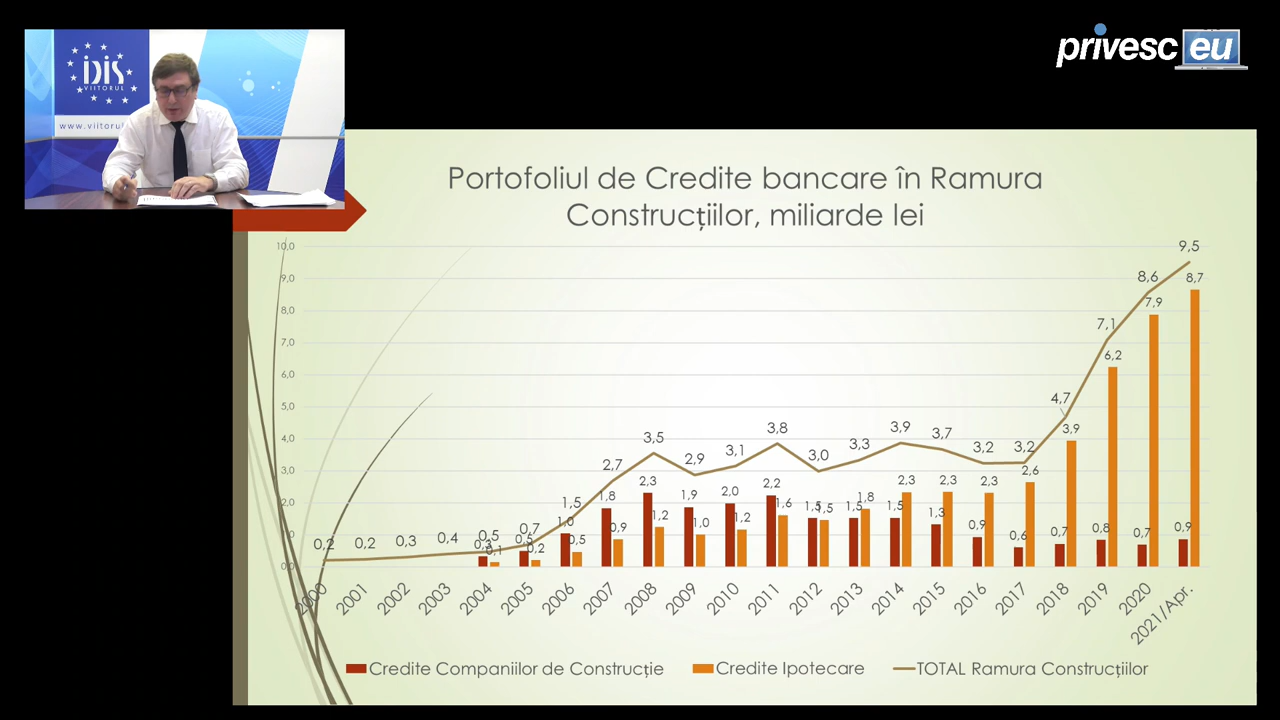 privesc eu
IDIS
VIITORUL
www.viitorul
Portofoliul de Credite bancare în Ramura
Construcțiilor, miliarde lei
10,0
9,0
8,0
7,0
6,0
5,0
4,0
3,0
2,0
0,2 0,2 0,3 0,4 0,5 0,7 1,5 2,7 3,5 2,9 3,1 3,8 3,0 3,3 3,9 3,7 3,2 3,2 4,7 7,1 8,6 9,5
0,3 0,5 1,0 1,8 2,3 1,9 2,0 2,2 1,5 1,5 1,5 1,3 0,9 0,6 0,7 0,8 0,7 0,9
0,1 0,2 0,5 0,9 1,2 1,0 1,2 1,6 1,5 1,8 2,3 2,3 2,3 2,6 3,9 6,2 7,9 8,7
2000 2001 2002 2003 2004 2005 2006 2007 2008 2009 2010 2011 2012 2013 2014 2015 2016 2017 2018 2019 2020 2021/Apr.
Credite Companiilor de Construcție Credite Ipotecare TOTAL Ramura Construcțiilor